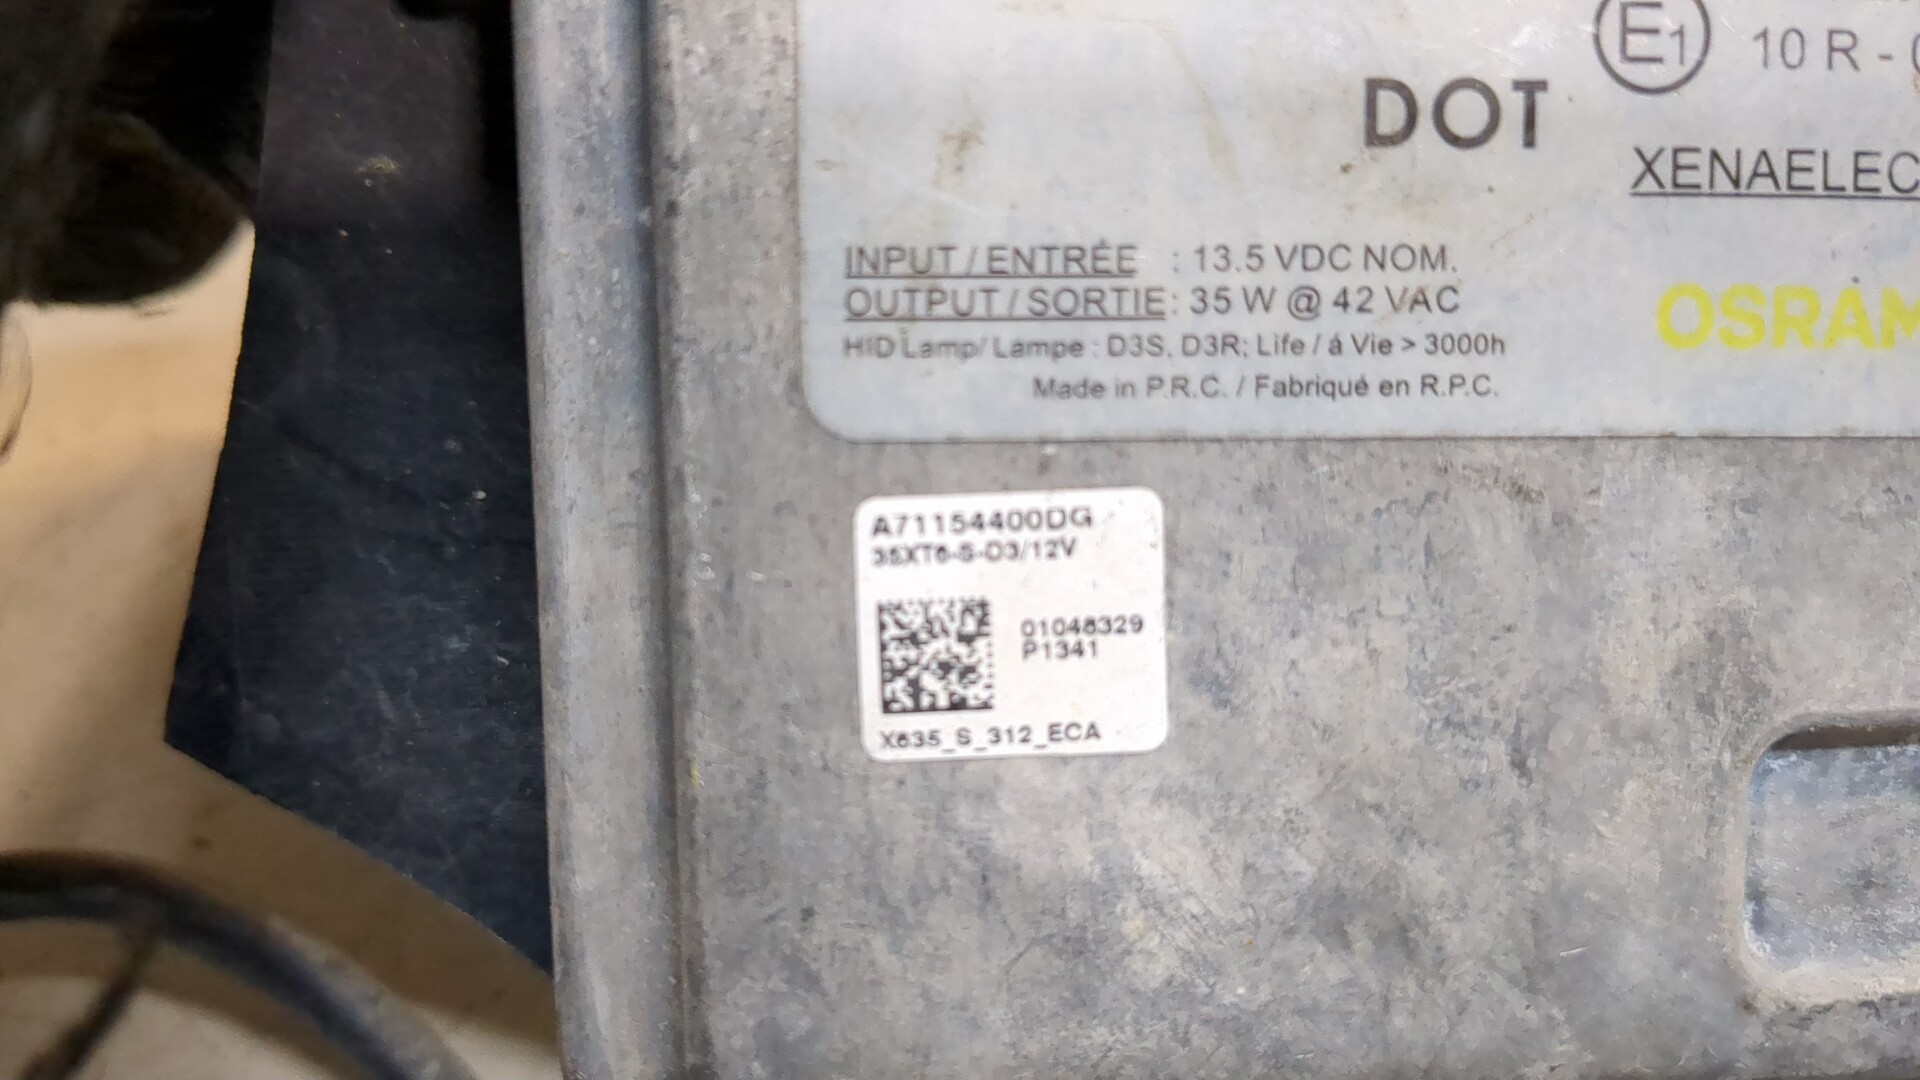 E1 10 R - 0
DOT
XENAELEC
INPUT / ENTRÉE : 13.5 VDC NOM.
OUTPUT / SORTIE : 35 W @ 42 VAC
OSRAM
HID Lamp/ Lampe : D3S, D3R; Life / á Vie > 3000h
Made in P.R.C. / Fabriqué en R.P.C.
A71154400DG
35XT6-S-D3/12V
01048329
P1341
X635_S_312_ECA